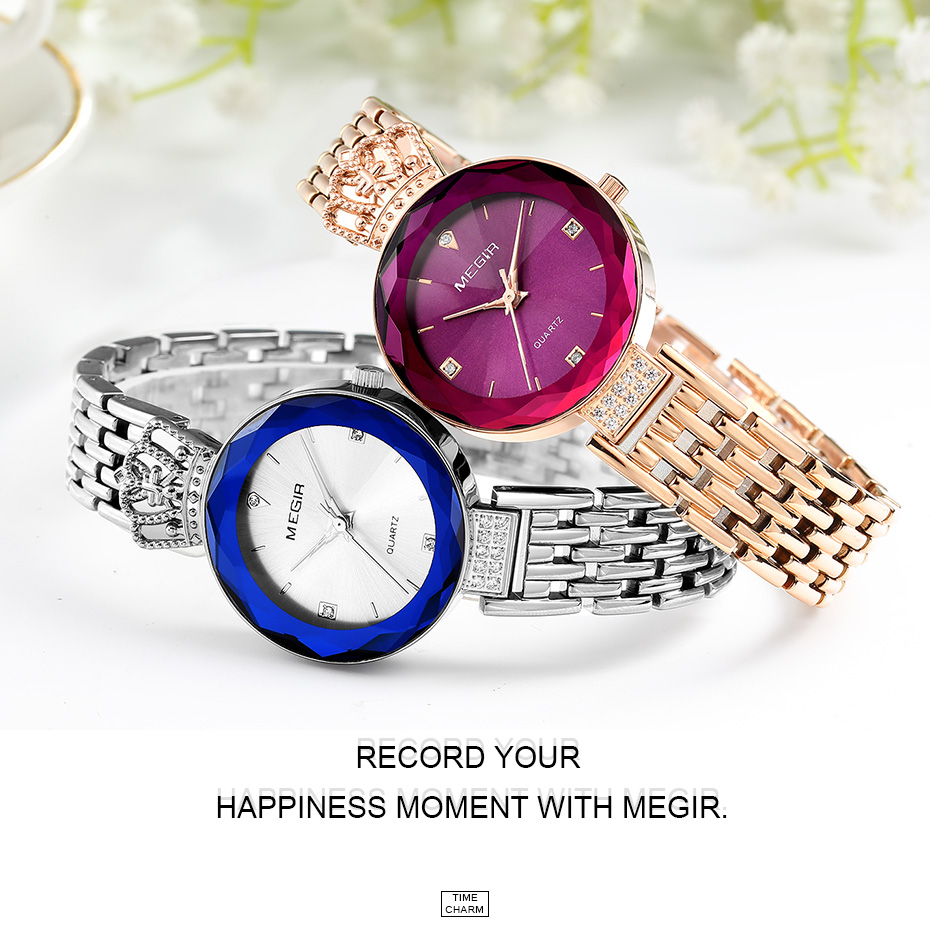 MEGIR
QUARTZ
MEGIR
QUARTZ
RECORD YOUR
HAPPINESS MOMENT WITH MEGIR.
TIME
CHARM